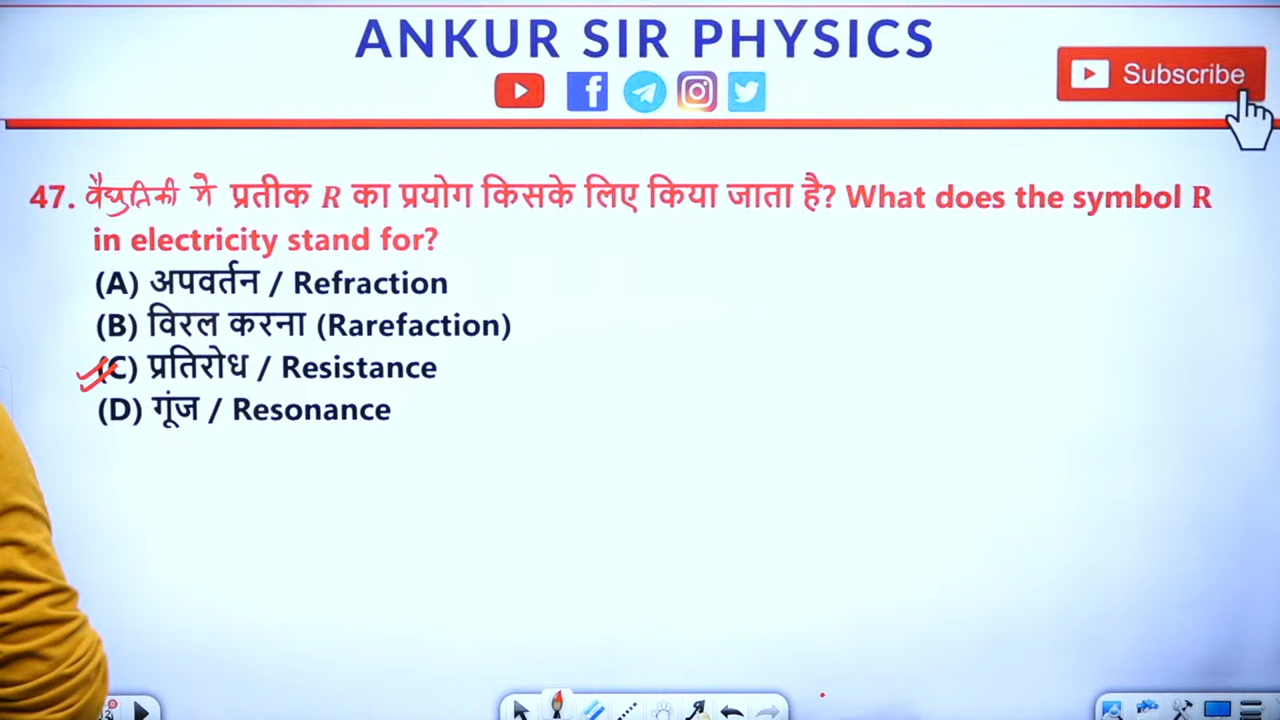 ANKUR SIR PHYSICS
Subscribe
47. वैद्युतिकी मे प्रतीक R का प्रयोग किसके लिए किया जाता है? What does the symbol R
in electricity stand for?
(A) अपवर्तन / Refraction
(B) विरल करना (Rarefaction)
(C) प्रतिरोध / Resistance
(D) गूंज / Resonance